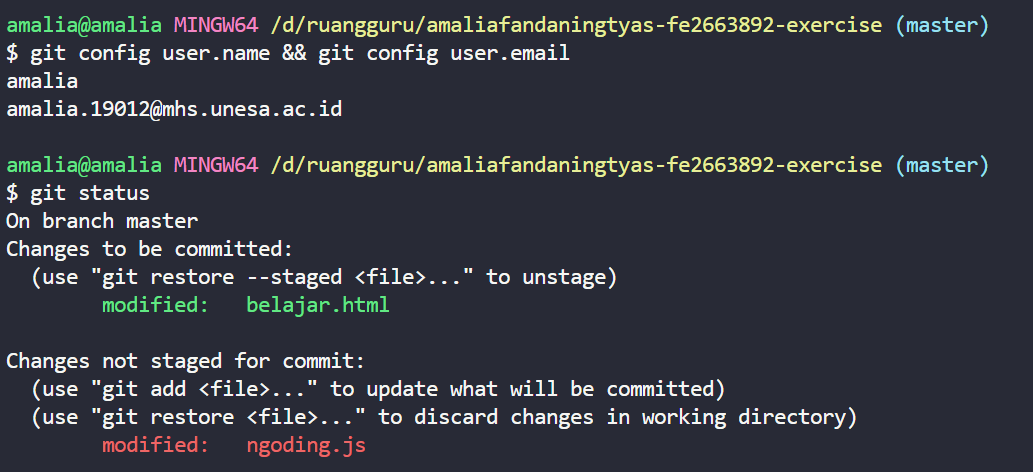 amalia@amalia MINGW64 /d/ruangguru/amaliafandaningtyas-fe2663892-exercise (master)
$ git config user.name && git config user.email
amalia
amalia.19012@mhs.unesa.ac.id
amalia@amalia MINGW64 /d/ruangguru/amaliafandaningtyas-fe2663892-exercise (master)
$ git status
On branch master
Changes to be committed:
  (use "git restore --staged <file>..." to unstage)
        modified:   belajar.html
Changes not staged for commit:
  (use "git add <file>..." to update what will be committed)
  (use "git restore <file>..." to discard changes in working directory)
        modified:   ngoding.js